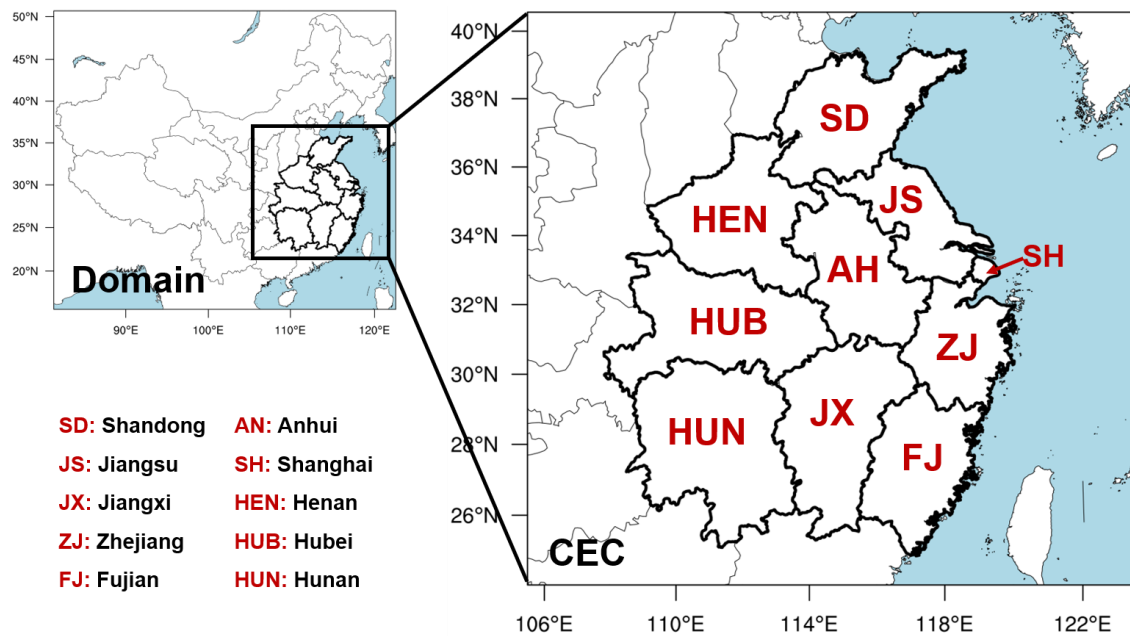 50°N
45°N
40°N
35°N
30°N
25°N
20°N
Domain
90°E 100°E 110°E 120°E
SD: Shandong AN: Anhui
JS: Jiangsu SH: Shanghai
JX: Jiangxi HEN: Henan
ZJ: Zhejiang HUB: Hubei
FJ: Fujian HUN: Hunan
40°N
38°N
36°N
34°N
32°N
30°N
28°N
26°N
SD
JS
HEN
SH
AH
HUB
ZJ
JX
HUN
FJ
CEC
106°E 110°E 114°E 118°E 122°E